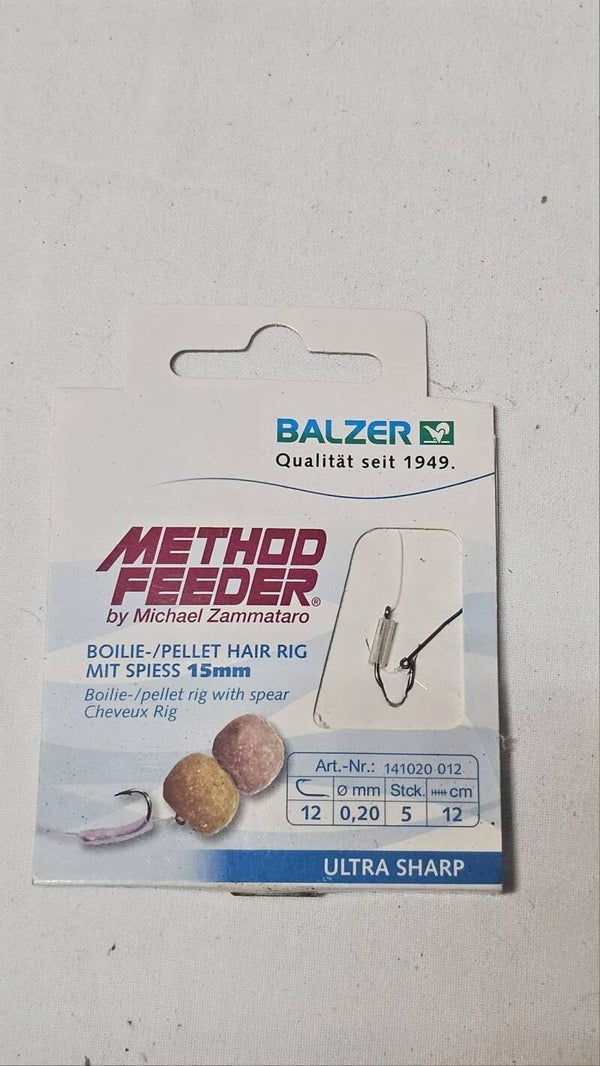 BALZER
Qualität seit 1949.
METHOD
FEEDER®
by Michael Zammataro
BOILIE-/PELLET HAIR RIG
MIT SPIESS 15mm
Boilie-/pellet rig with spear
Cheveux Rig
Art.-Nr.: 141020 012
Ø mm Stck. cm
12 0,20 5 12
ULTRA SHARP